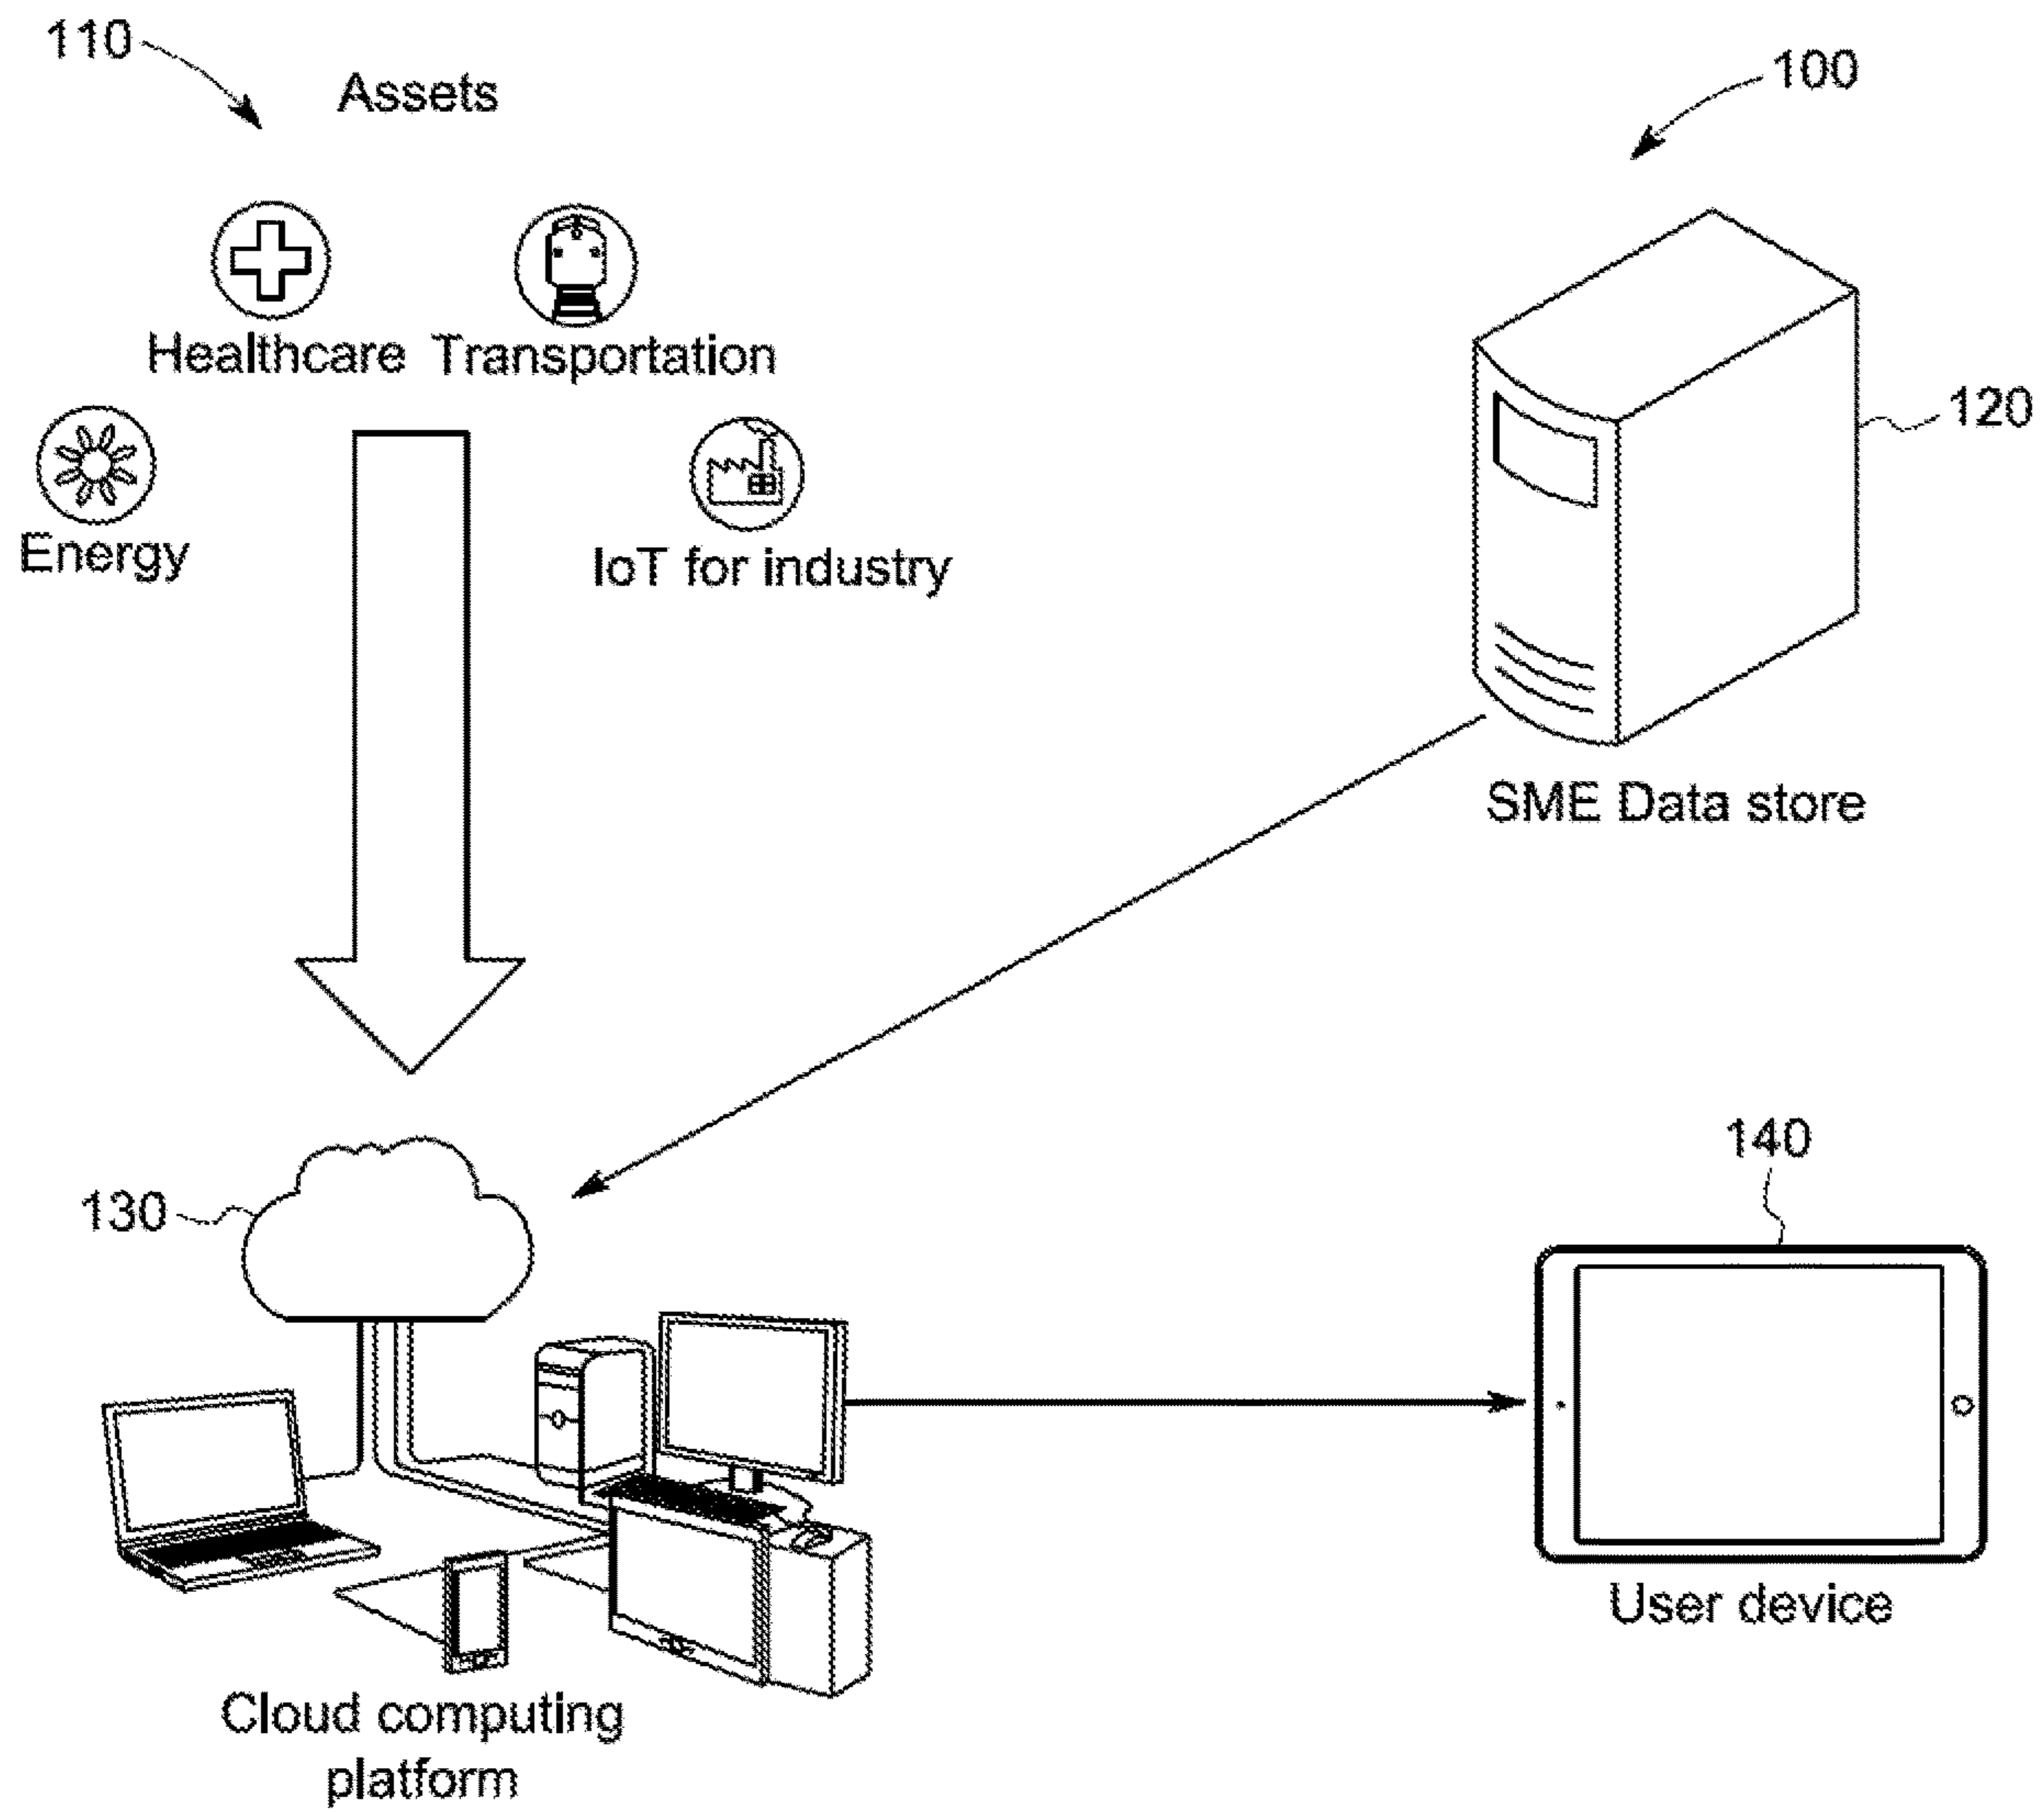 110
Assets
100
Healthcare
Transportation
120
Energy
IoT for industry
SME Data store
130
140
User device
Cloud computing
platform